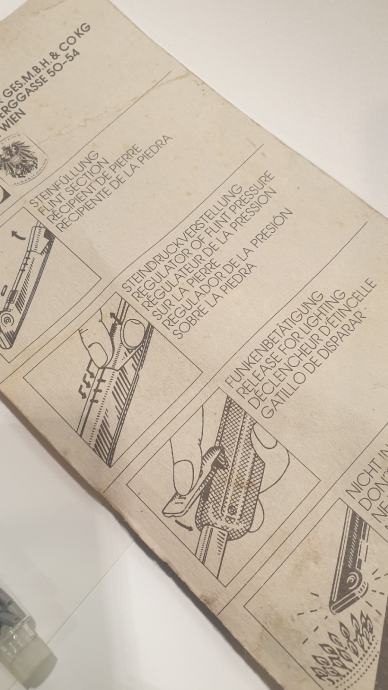 GES.M.B.H. & CO KG
ERGGASSE 50-54
WIEN
STEINFÜLLUNG
FLINT SECTION
RÉCIPIENT DE PIERRE
RECIPIENTE DE LA PIEDRA
STEINDRUCKVERSTELLUNG
REGULATOR OF FLINT PRESSURE
RÉGULATEUR DE LA PRESSION
SUR LA PIERRE
REGULADOR DE LA PRESIÓN
SOBRE LA PIEDRA
FUNKENBETÄTIGUNG
RELEASE FOR LIGHTING
DÉCLENCHEUR D'ETINCELLE
GATILLO DE DISPARAR
NICHT IN
DON
NE